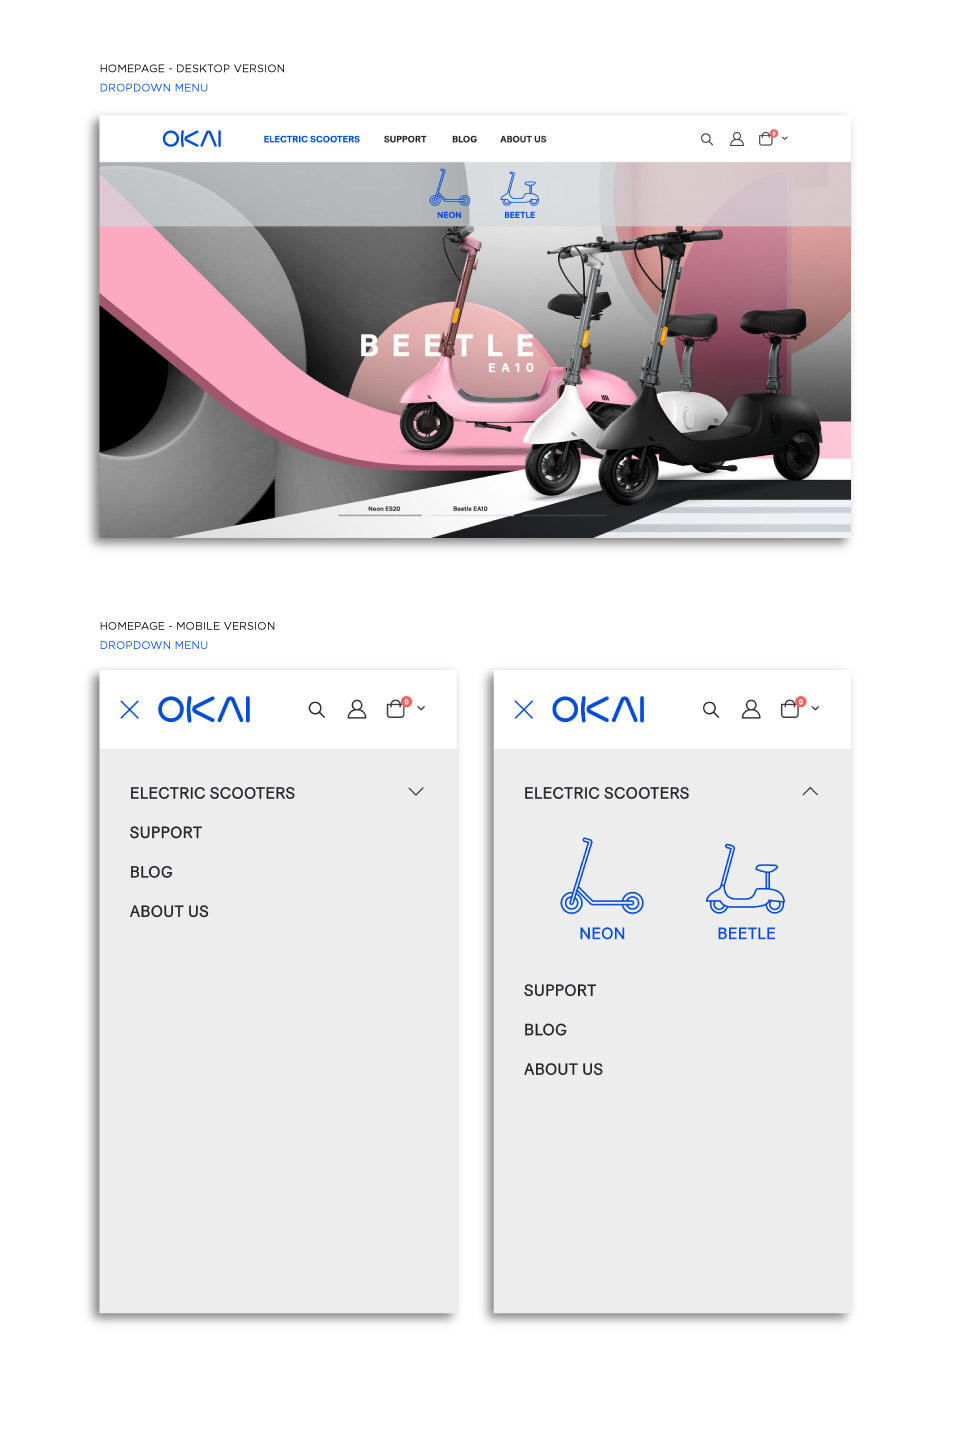 HOMEPAGE - DESKTOP VERSION
DROPDOWN MENU
OKAI ELECTRIC SCOOTERS SUPPORT BLOG ABOUT US 0
NEON BEETLE
BEETLE
EA10
Neon ES20 Beetle EA10
HOMEPAGE - MOBILE VERSION
DROPDOWN MENU
OKAI 0
ELECTRIC SCOOTERS
SUPPORT
BLOG
ABOUT US
OKAI 0
ELECTRIC SCOOTERS
NEON BEETLE
SUPPORT
BLOG
ABOUT US